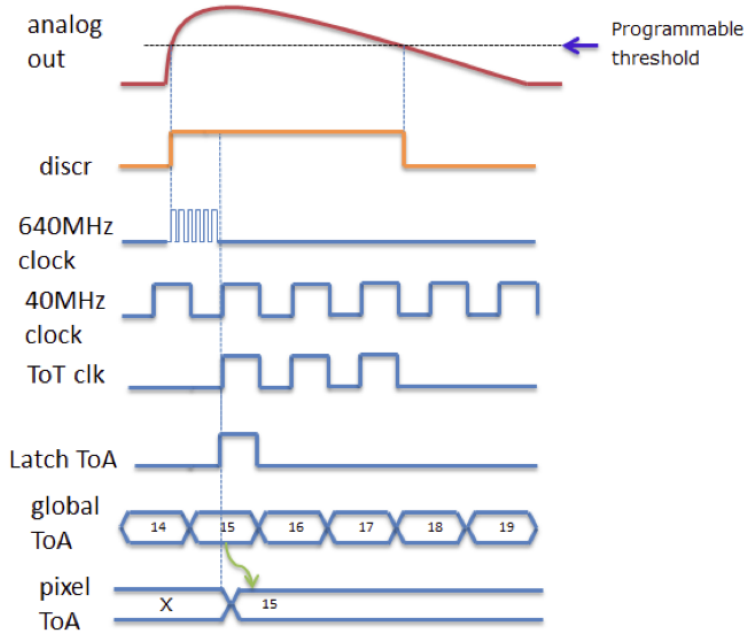 analog
out
Programmable
threshold
discr
640MHz
clock
40MHz
clock
ToT clk
Latch ToA
global
ToA
14 15 16 17 18 19
pixel
ToA
X 15